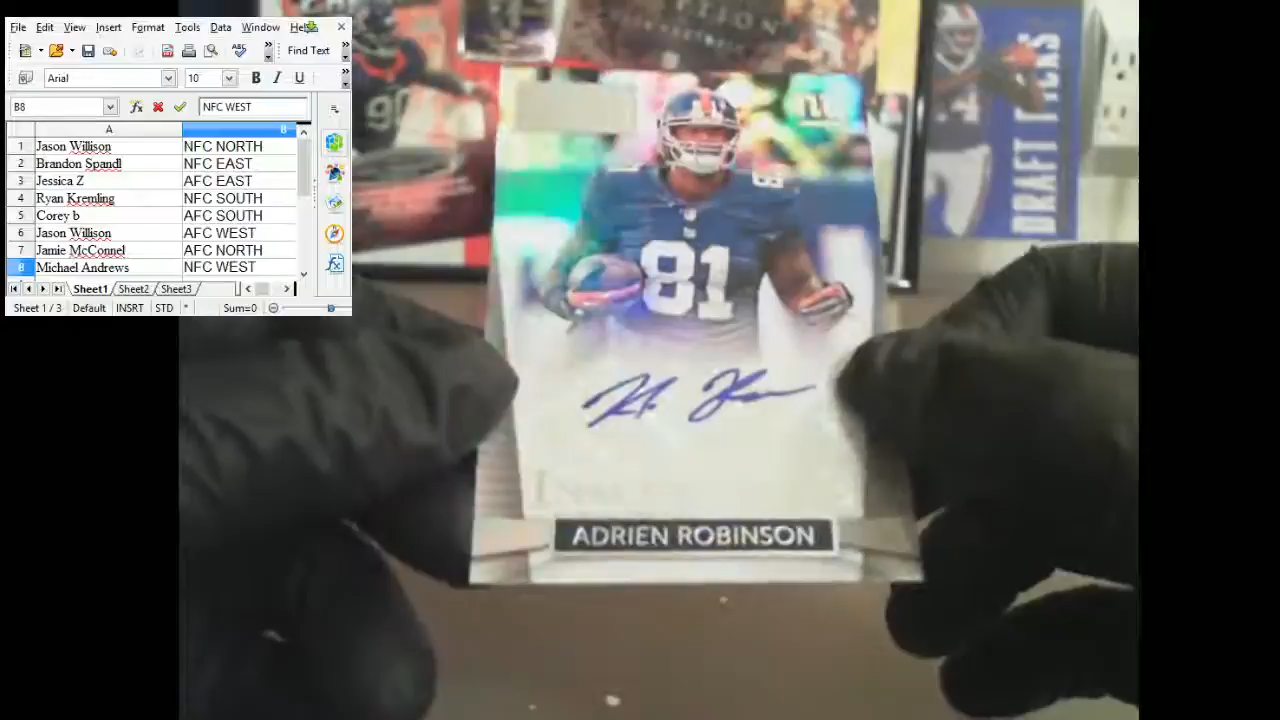 File Edit View Insert Format Tools Data Window Help
Find Text
Arial 10 B I U
B8 NFC WEST
A B
1 Jason Willison NFC NORTH
2 Brandon Spandl NFC EAST
3 Jessica Z AFC EAST
4 Ryan Kremling NFC SOUTH
5 Corey b AFC SOUTH
6 Jason Willison AFC WEST
7 Jamie McConnel AFC NORTH
8 Michael Andrews NFC WEST
Sheet1 Sheet2 Sheet3
Sheet 1 / 3 Default INSRT STD * Sum=0
DRAFT PICKS
81
81
ny
ADRIEN ROBINSON